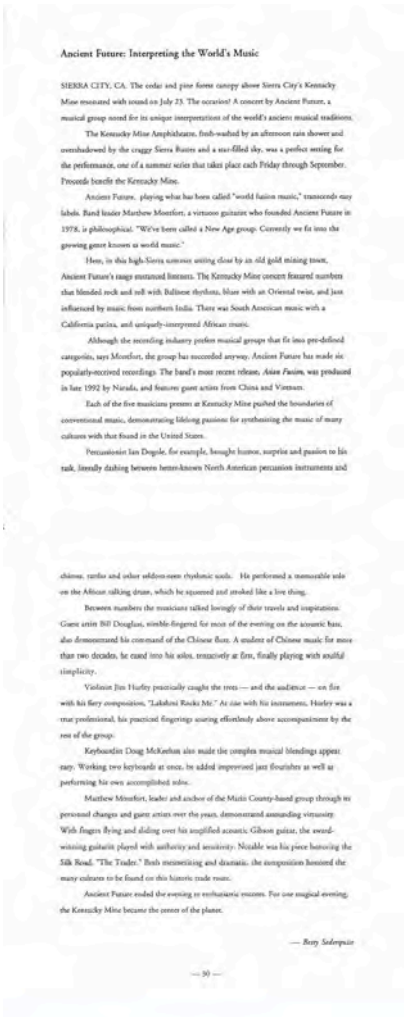 Ancient Future: Interpreting the World's Music
SIERRA CITY, CA. The cedar and pine forest canopy above Sierra City's Kentucky
Mine resonated with sound on July 23. The occasion? A concert by Ancient Future, a
musical group noted for its unique interpretations of the world's ancient musical traditions.
The Kentucky Mine Amphitheatre, fresh-washed by an afternoon rain shower and
overshadowed by the craggy Sierra Buttes and a star-filled sky, was a perfect setting for
the performance, one of a summer series that takes place each Friday through September.
Proceeds benefit the Kentucky Mine.
Ancient Future, playing what has been called "world fusion music," transcends easy
labels. Band leader Matthew Montfort, a virtuoso guitarist who founded Ancient Future in
1978, is philosophical. "We've been called a New Age group. Currently we fit into the
growing genre known as world music."
Here, in this high-Sierra summer setting close by an old gold mining town,
Ancient Future's range entranced listeners. The Kentucky Mine concert featured numbers
that blended rock and roll with Balinese rhythms, blues with an Oriental twist, and jazz
influenced by music from northern India. There was South American music with a
California patina, and uniquely-interpreted African music.
Although the recording industry prefers musical groups that fit into pre-defined
categories, says Montfort, the group has succeeded anyway. Ancient Future has made six
popularly-received recordings. The band's most recent release, Asian Fusion, was produced
in late 1992 by Narada, and features guest artists from China and Vietnam.
Each of the five musicians present at Kentucky Mine pushed the boundaries of
conventional music, demonstrating lifelong passions for synthesizing the music of many
cultures with that found in the United States.
Percussionist Ian Dogole, for example, brought humor, surprise and passion to his
task, literally dashing between better-known North American percussion instruments and
chimes, rattles and other seldom-seen rhythmic tools. He performed a memorable solo
on the African talking drum, which he squeezed and stroked like a live thing.
Between numbers the musicians talked lovingly of their travels and inspirations.
Guest artist Bill Douglass, nimble-fingered for most of the evening on the acoustic bass,
also demonstrated his command of the Chinese flute. A student of Chinese music for more
than two decades, he eased into his solos, tentatively at first, finally playing with soulful
simplicity.
Violinist Jim Hurley practically caught the trees — and the audience — on fire
with his fiery composition, "Lakshmi Rocks Me." At one with his instrument, Hurley was a
true professional, his practiced fingerings soaring effortlessly above accompaniment by the
rest of the group.
Keyboardist Doug McKeehan also made the complex musical blendings appear
easy. Working two keyboards at once, he added improvised jazz flourishes as well as
performing his own accomplished solos.
Matthew Montfort, leader and anchor of the Marin County-based group through its
personnel changes and guest artists over the years, demonstrated astounding virtuosity.
With fingers flying and sliding over his amplified acoustic Gibson guitar, the award-
winning guitarist played with authority and sensitivity. Notable was his piece honoring the
Silk Road, "The Trader." Both mesmerizing and dramatic, the composition honored the
many cultures to be found on this historic trade route.
Ancient Future ended the evening to enthusiastic encores. For one magical evening,
the Kentucky Mine became the center of the planet.
— Betty Sederquist
— 30 —